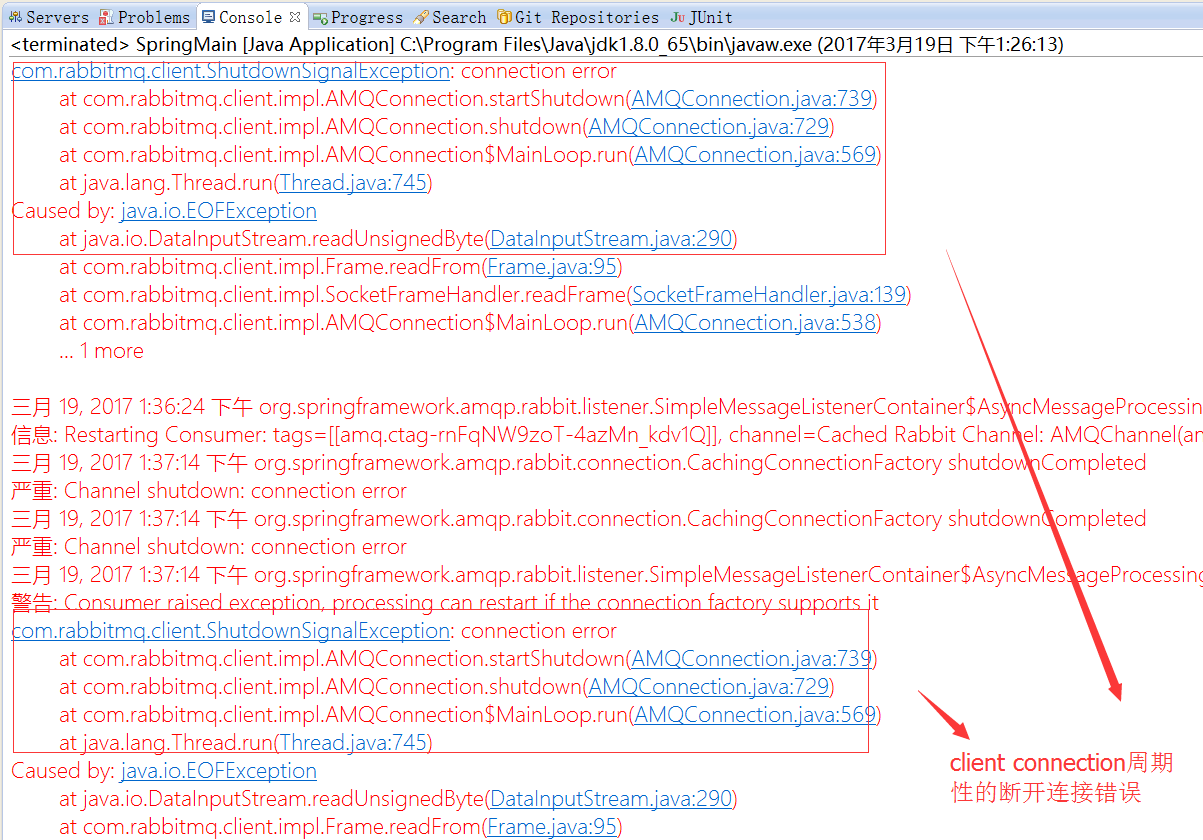 Servers Problems Console Progress Search Git Repositories JUnit
<terminated> SpringMain [Java Application] C:\Program Files\Java\jdk1.8.0_65\bin\javaw.exe (2017年3月19日 下午1:26:13)
com.rabbitmq.client.ShutdownSignalException: connection error
at com.rabbitmq.client.impl.AMQConnection.startShutdown(AMQConnection.java:739)
at com.rabbitmq.client.impl.AMQConnection.shutdown(AMQConnection.java:729)
at com.rabbitmq.client.impl.AMQConnection$MainLoop.run(AMQConnection.java:569)
at java.lang.Thread.run(Thread.java:745)
Caused by: java.io.EOFException
at java.io.DataInputStream.readUnsignedByte(DataInputStream.java:290)
at com.rabbitmq.client.impl.Frame.readFrom(Frame.java:95)
at com.rabbitmq.client.impl.SocketFrameHandler.readFrame(SocketFrameHandler.java:139)
at com.rabbitmq.client.impl.AMQConnection$MainLoop.run(AMQConnection.java:538)
... 1 more
三月 19, 2017 1:36:24 下午 org.springframework.amqp.rabbit.listener.SimpleMessageListenerContainer$AsyncMessageProcessin
信息: Restarting Consumer: tags=[[amq.ctag-rnFqNW9zoT-4azMn_kdv1Q]], channel=Cached Rabbit Channel: AMQChannel(am
三月 19, 2017 1:37:14 下午 org.springframework.amqp.rabbit.connection.CachingConnectionFactory shutdownCompleted
严重: Channel shutdown: connection error
三月 19, 2017 1:37:14 下午 org.springframework.amqp.rabbit.connection.CachingConnectionFactory shutdownCompleted
严重: Channel shutdown: connection error
三月 19, 2017 1:37:14 下午 org.springframework.amqp.rabbit.listener.SimpleMessageListenerContainer$AsyncMessageProcessing
警告: Consumer raised exception, processing can restart if the connection factory supports it
com.rabbitmq.client.ShutdownSignalException: connection error
at com.rabbitmq.client.impl.AMQConnection.startShutdown(AMQConnection.java:739)
at com.rabbitmq.client.impl.AMQConnection.shutdown(AMQConnection.java:729)
at com.rabbitmq.client.impl.AMQConnection$MainLoop.run(AMQConnection.java:569)
at java.lang.Thread.run(Thread.java:745)
Caused by: java.io.EOFException
at java.io.DataInputStream.readUnsignedByte(DataInputStream.java:290)
at com.rabbitmq.client.impl.Frame.readFrom(Frame.java:95)
client connection周期
性的断开连接错误